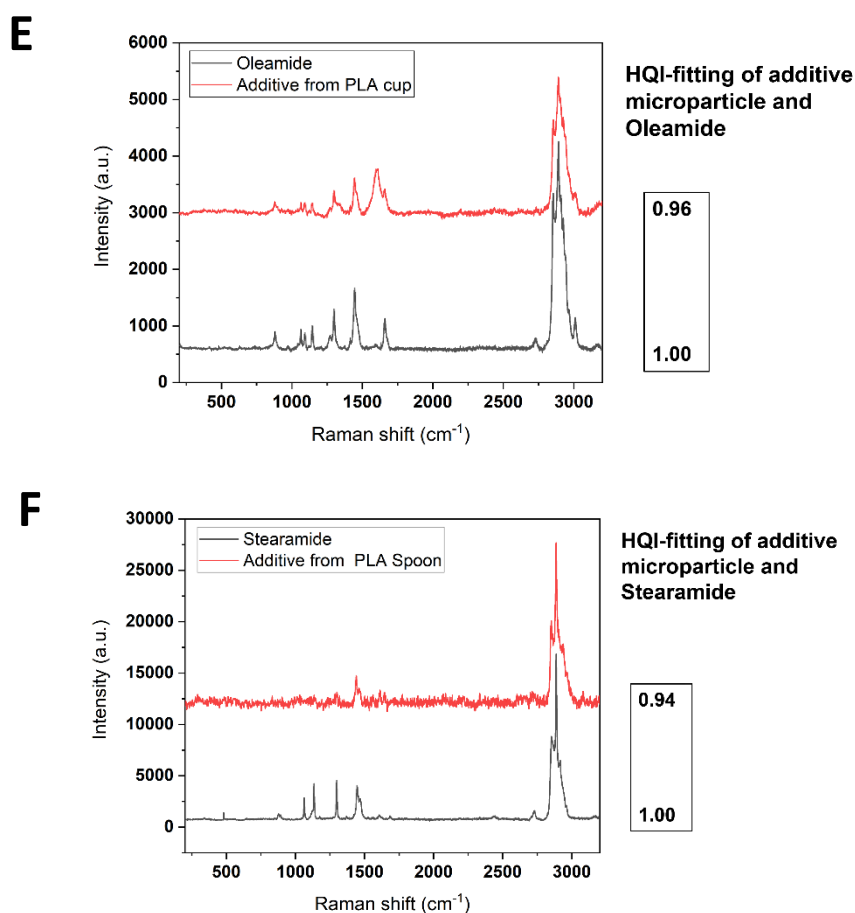 E
6000
5000
4000
3000
2000
1000
0
Intensity (a.u.)
Oleamide
Additive from PLA cup
500 1000 1500 2000 2500 3000
Raman shift (cm⁻¹)
HQI-fitting of additive
microparticle and
Oleamide
0.96
1.00
F
30000
25000
20000
15000
10000
5000
0
Intensity (a.u.)
Stearamide
Additive from PLA Spoon
500 1000 1500 2000 2500 3000
Raman shift (cm⁻¹)
HQI-fitting of additive
microparticle and
Stearamide
0.94
1.00